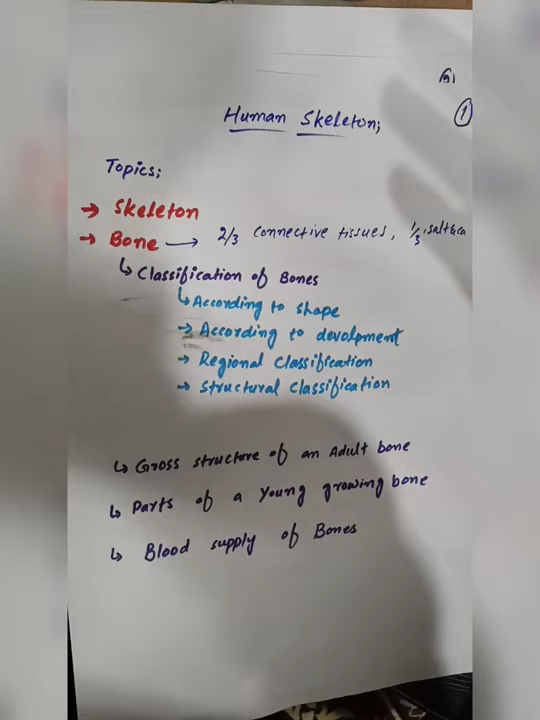 1
Human Skeleton;
Topics;
→ Skeleton
→ Bone → 2/3 connective tissues, 1/3 salt &
↳ Classification of Bones
↳ According to shape
→ According to devolpment
→ Regional Classification
→ Structural Classification
↳ Gross structure of an Adult bone
↳ Parts of a Young growing bone
↳ Blood supply of Bones